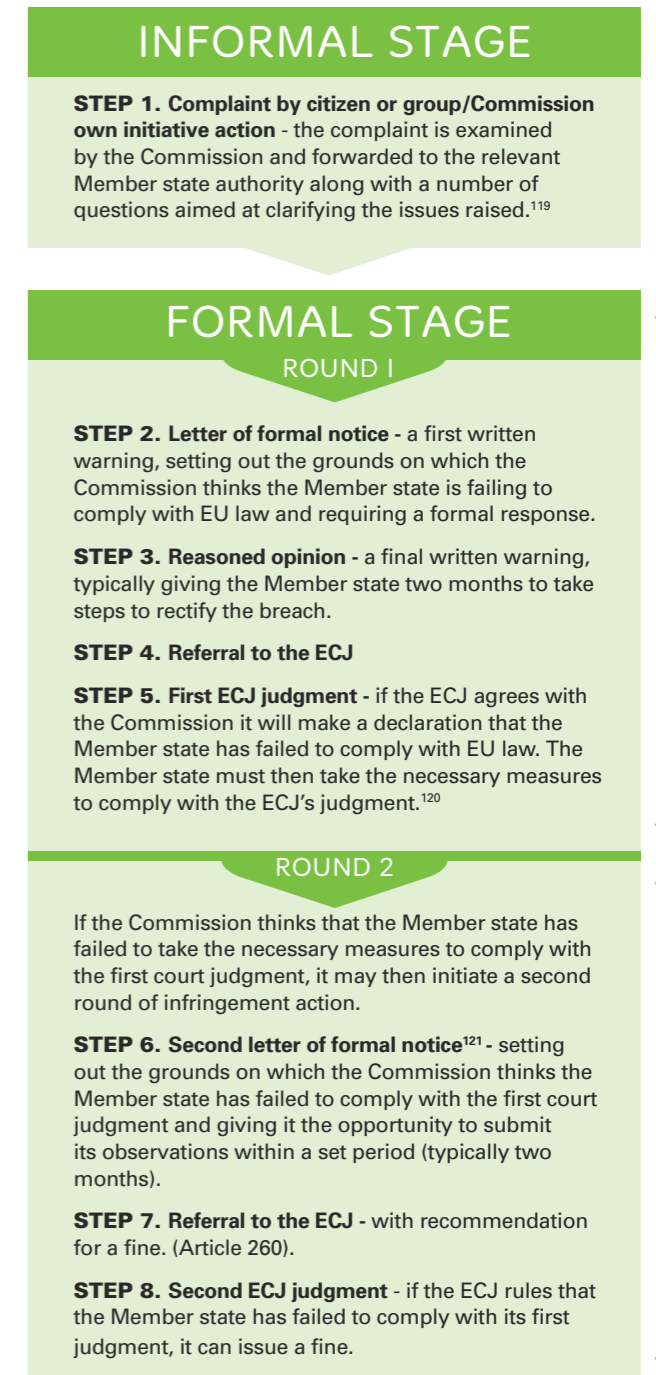 INFORMAL STAGE
STEP 1. Complaint by citizen or group/Commission
own initiative action - the complaint is examined
by the Commission and forwarded to the relevant
Member state authority along with a number of
questions aimed at clarifying the issues raised.119
FORMAL STAGE
ROUND I
STEP 2. Letter of formal notice - a first written
warning, setting out the grounds on which the
Commission thinks the Member state is failing to
comply with EU law and requiring a formal response.
STEP 3. Reasoned opinion - a final written warning,
typically giving the Member state two months to take
steps to rectify the breach.
STEP 4. Referral to the ECJ
STEP 5. First ECJ judgment - if the ECJ agrees with
the Commission it will make a declaration that the
Member state has failed to comply with EU law. The
Member state must then take the necessary measures
to comply with the ECJ's judgment.120
ROUND 2
If the Commission thinks that the Member state has
failed to take the necessary measures to comply with
the first court judgment, it may then initiate a second
round of infringement action.
STEP 6. Second letter of formal notice121 - setting
out the grounds on which the Commission thinks the
Member state has failed to comply with the first court
judgment and giving it the opportunity to submit
its observations within a set period (typically two
months).
STEP 7. Referral to the ECJ - with recommendation
for a fine. (Article 260).
STEP 8. Second ECJ judgment - if the ECJ rules that
the Member state has failed to comply with its first
judgment, it can issue a fine.